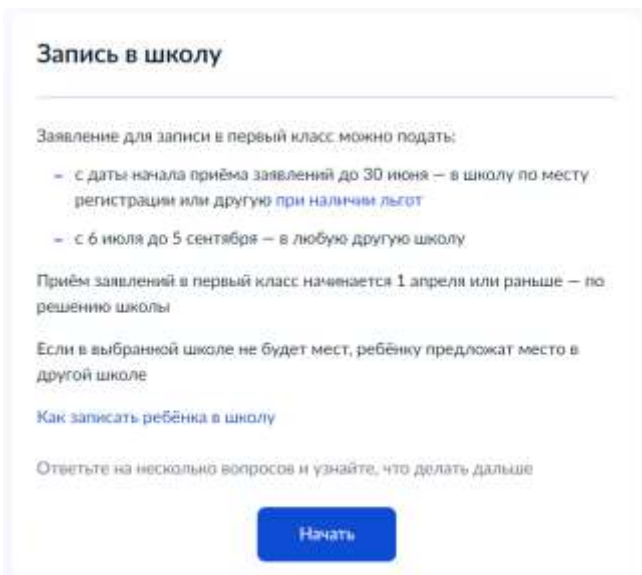 Запись в школу
Заявление для записи в первый класс можно подать:
– с даты начала приёма заявлений до 30 июня — в школу по месту
регистрации или другую при наличии льгот
– с 6 июля до 5 сентября — в любую другую школу
Приём заявлений в первый класс начинается 1 апреля или раньше — по
решению школы
Если в выбранной школе не будет мест, ребёнку предложат место в
другой школе
Как записать ребёнка в школу
Ответьте на несколько вопросов и узнайте, что делать дальше
Начать